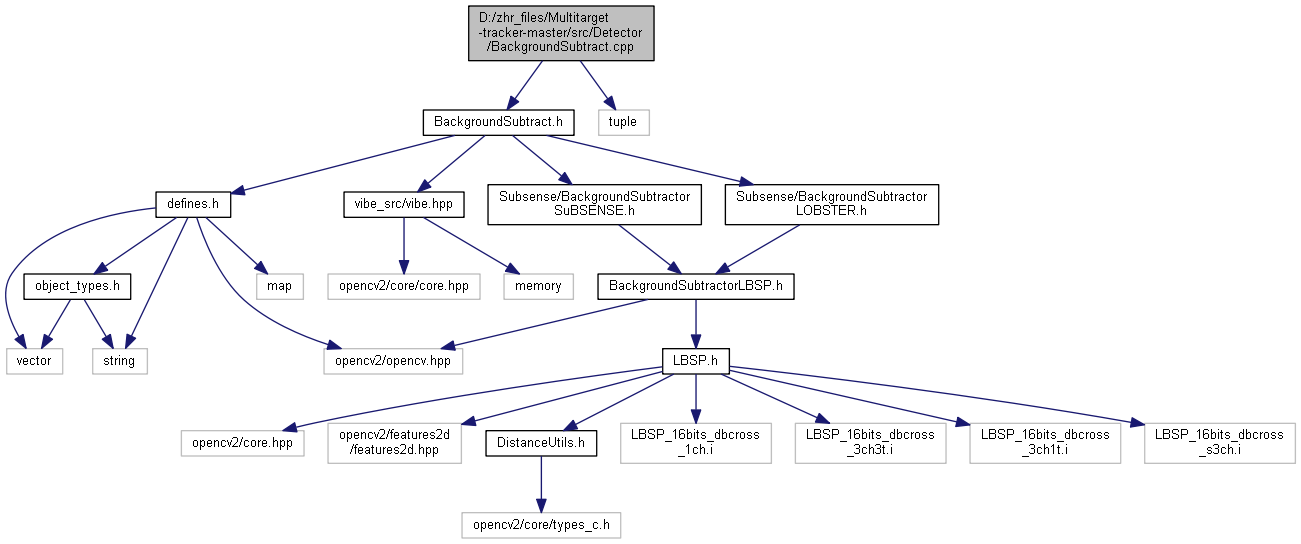 D:/zhr_files/Multitarget
-tracker-master/src/Detector
/BackgroundSubtract.cpp
BackgroundSubtract.h
tuple
defines.h
vibe_src/vibe.hpp
Subsense/BackgroundSubtractor
SuBSENSE.h
Subsense/BackgroundSubtractor
LOBSTER.h
object_types.h
map
opencv2/core/core.hpp
memory
BackgroundSubtractorLBSP.h
vector
string
opencv2/opencv.hpp
LBSP.h
opencv2/core.hpp
opencv2/features2d
/features2d.hpp
DistanceUtils.h
LBSP_16bits_dbcross
_1ch.i
LBSP_16bits_dbcross
_3ch3t.i
LBSP_16bits_dbcross
_3ch1t.i
LBSP_16bits_dbcross
_s3ch.i
opencv2/core/types_c.h